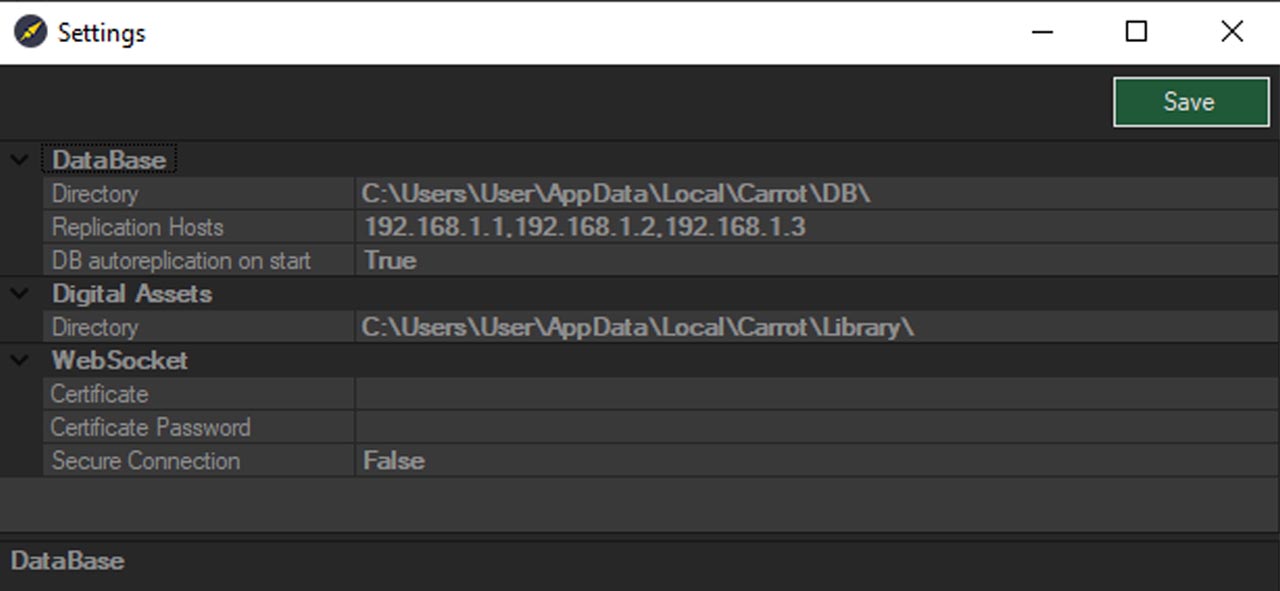 Settings
Save
DataBase
Directory C:\Users\User\AppData\Local\Carrot\DB\
Replication Hosts 192.168.1.1,192.168.1.2,192.168.1.3
DB autoreplication on start True
Digital Assets
Directory C:\Users\User\AppData\Local\Carrot\Library\
WebSocket
Certificate
Certificate Password
Secure Connection False
DataBase